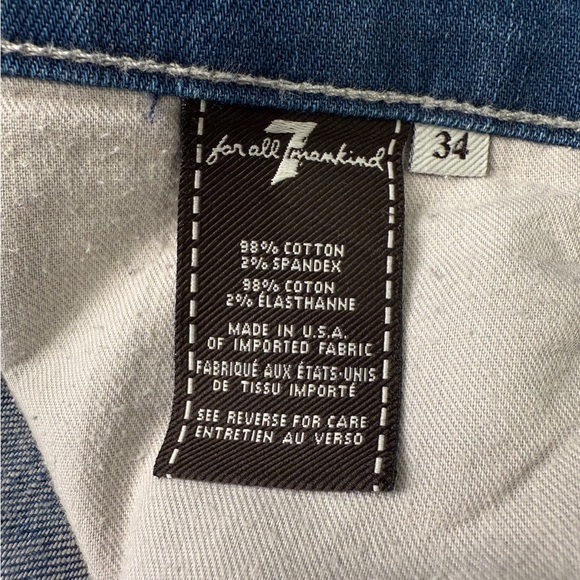 7
for all mankind
34
98% COTTON
2% SPANDEX
98% COTON
2% ÉLASTHANNE
MADE IN U.S.A.
OF IMPORTED FABRIC
FABRIQUÉ AUX ÉTATS-UNIS
DE TISSU IMPORTÉ
SEE REVERSE FOR CARE
ENTRETIEN AU VERSO